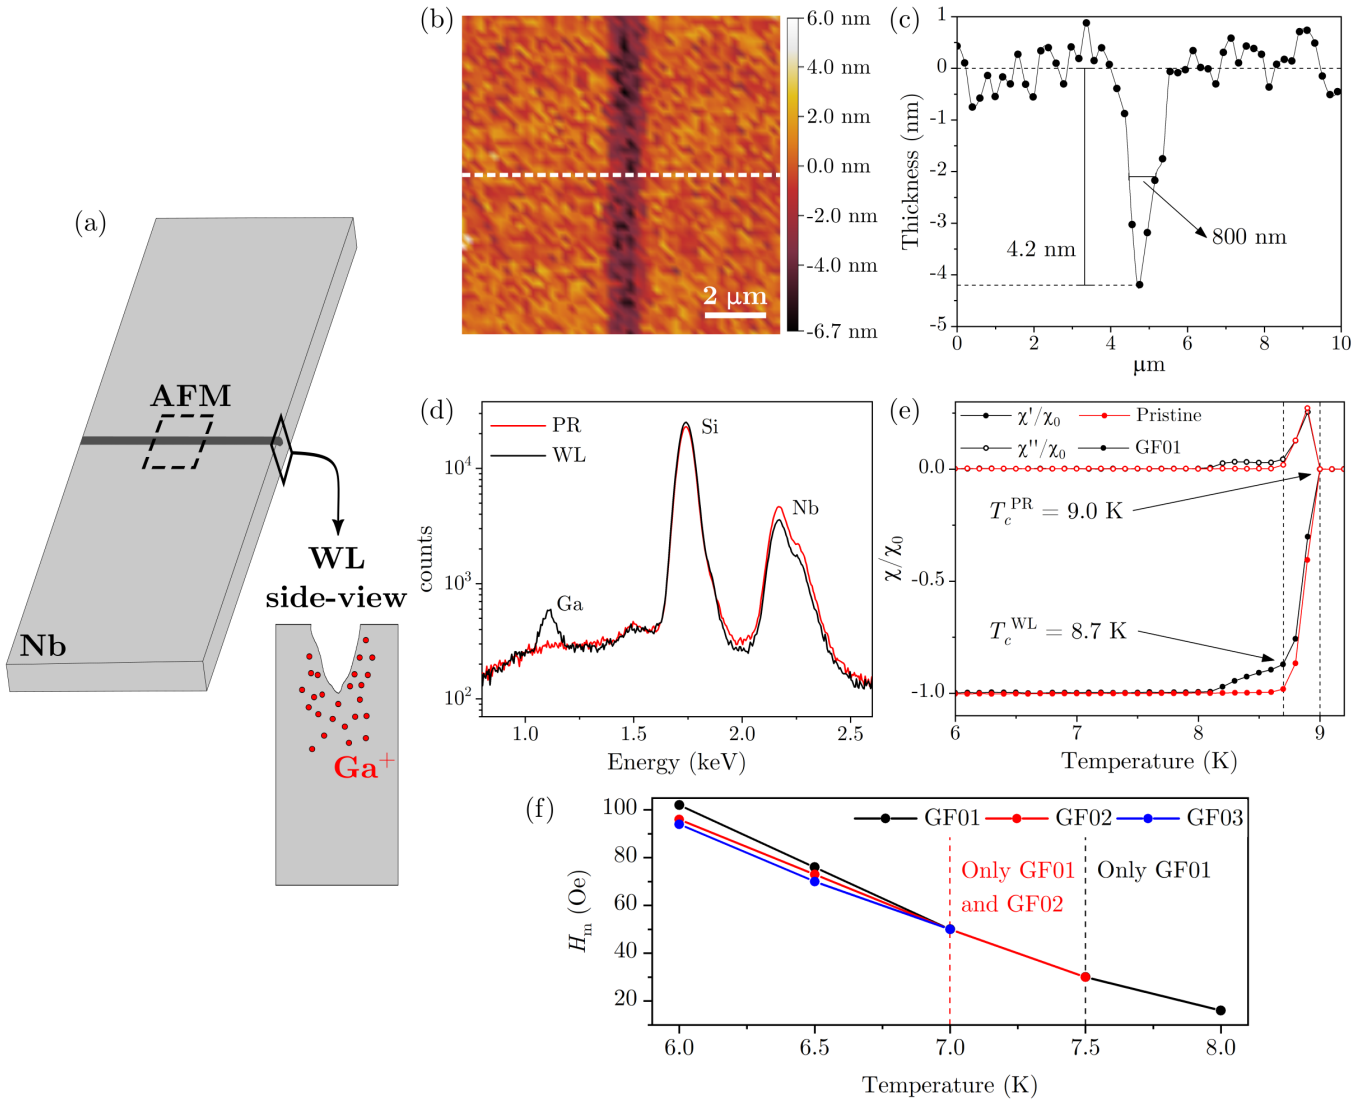 (a)
AFM
Nb
WL
side-view
Ga+
(b)
2 μm
6.0 nm
4.0 nm
2.0 nm
0.0 nm
-2.0 nm
-4.0 nm
-6.7 nm
(c)
Thickness (nm)
1
0
-1
-2
-3
-4
-5
4.2 nm
800 nm
0 2 4 6 8 10
μm
(d)
counts
10^4
10^3
10^2
PR
WL
Si
Nb
Ga
1.0 1.5 2.0 2.5
Energy (keV)
(e)
χ/χ0
0.0
-0.5
-1.0
χ'/χ0 Pristine
χ''/χ0 GF01
Tc^PR = 9.0 K
Tc^WL = 8.7 K
6 7 8 9
Temperature (K)
(f)
Hm (Oe)
100
80
60
40
20
GF01 GF02 GF03
Only GF01
and GF02
Only GF01
6.0 6.5 7.0 7.5 8.0
Temperature (K)